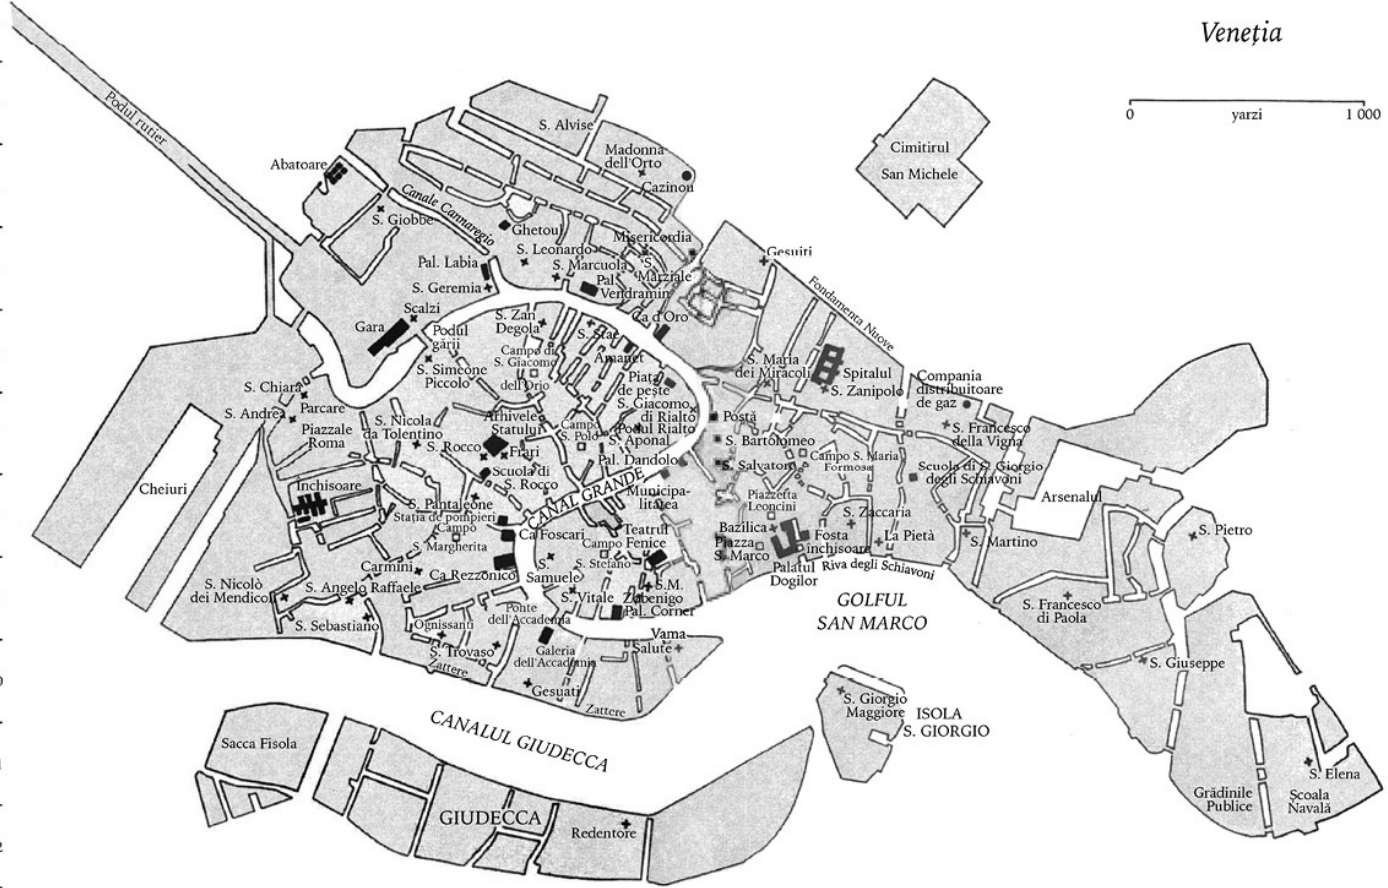 Veneția
0 yarzi 1 000
Podul rutier
Abatoare
S. Alvise
Madonna
dell'Orto
Cazinou
Cimitirul
San Michele
Canale Cannaregio
S. Giobbe
Ghetoul
S. Leonardo
Misericordia
Gesuiți
Pal. Labia
S. Marcuola
S.
Marziale
S. Geremia
Pal.
Vendramin
Fondamenta Nuove
Scalzi
Gara
Podul
gării
S. Zan
Degola
S. Stae
Ca d'Oro
Amanet
S. Simeone
Piccolo
Campo di
S. Giacomo
dell'Orio
Piața
de pește
S. Maria
dei Miracoli
Spitalul
S. Zanipolo
Compania
distribuitoare
de gaz
S. Chiara
Parcare
S. Andrea
Piazzale
Roma
S. Nicola
da Tolentino
Arhivele
Statului
S. Giacomo
di Rialto
Podul Rialto
Poștă
Campo
S. Polo
S. Aponal
S. Bartolomeo
S. Francesco
della Vigna
S. Rocco
Frari
Pal. Dandolo
S. Salvatore
Campo S. Maria
Formosa
Scuola di S. Giorgio
degli Schiavoni
Scuola di
S. Rocco
Cheiuri
Inchisoare
CANAL GRANDE
Municipa-
litatea
Piazzetta
Leoncini
Arsenalul
S. Pantaleone
Stația de pompieri
Campo
S. Margherita
Ca Foscari
Teatrul
Fenice
Campo
S. Stefano
Bazilica
Piazza
S. Marco
S. Zaccaria
Fosta
inchisoare
La Pietà
S. Martino
S. Pietro
Palatul
Dogilor
Riva degli Schiavoni
Carmini
Ca Rezzonico
S.
Samuele
S. Nicolò
dei Mendicoli
S. Angelo Raffaele
S. Vitale
S.M.
Zobenigo
Pal. Corner
GOLFUL
SAN MARCO
S. Francesco
di Paola
S. Sebastiano
Ognissanti
Ponte
dell'Accademia
Vama
Salute
S. Trovaso
Galeria
dell'Accademia
S. Giuseppe
Zattere
Gesuati
Zattere
S. Giorgio
Maggiore
ISOLA
S. GIORGIO
CANALUL GIUDECCA
Sacca Fisola
GIUDECCA
Redentore
Grădinile
Publice
S. Elena
Școala
Navală